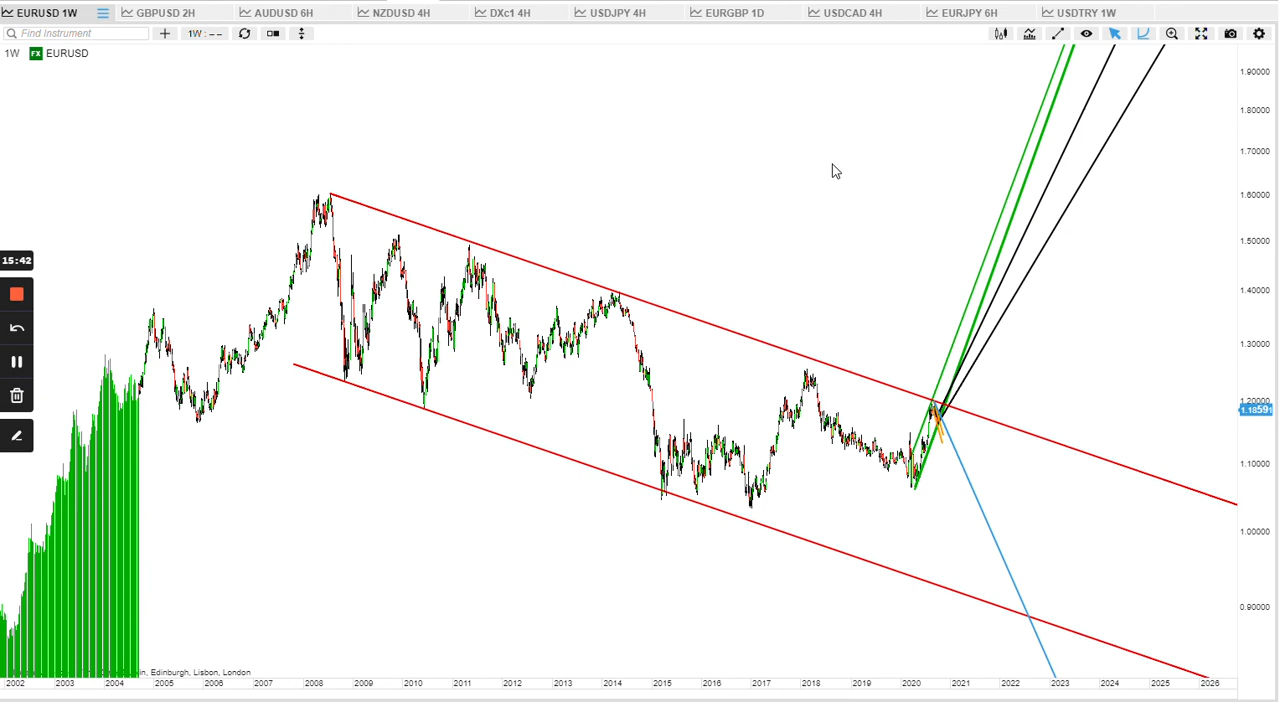 EURUSD 1W GBPUSD 2H AUDUSD 6H NZDUSD 4H DXc1 4H USDJPY 4H EURGBP 1D USDCAD 4H EURJPY 6H USDTRY 1W
Find Instrument 1W: --
1W FX EURUSD
1.90000
1.80000
1.70000
1.60000
1.50000
15:42
1.40000
1.30000
1.20000
1.18591
1.10000
1.00000
0.90000
Edinburgh, Lisbon, London
2002 2003 2004 2005 2006 2007 2008 2009 2010 2011 2012 2013 2014 2015 2016 2017 2018 2019 2020 2021 2022 2023 2024 2025 2026